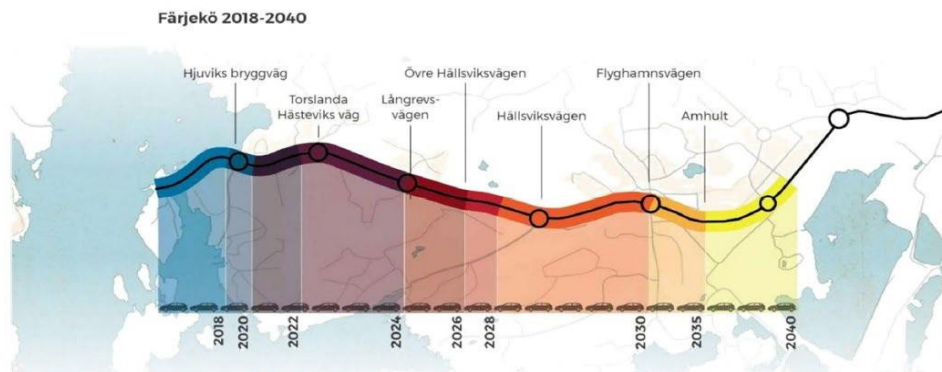 Färjekö 2018-2040
Hjuviks bryggväg
Övre Hällsviksvägen
Flyghamnsvägen
Torslanda
Hästeviks väg
Långrevs-
vägen
Hällsviksvägen
Amhult
2018
2020
2022
2024
2026
2028
2030
2035
2040